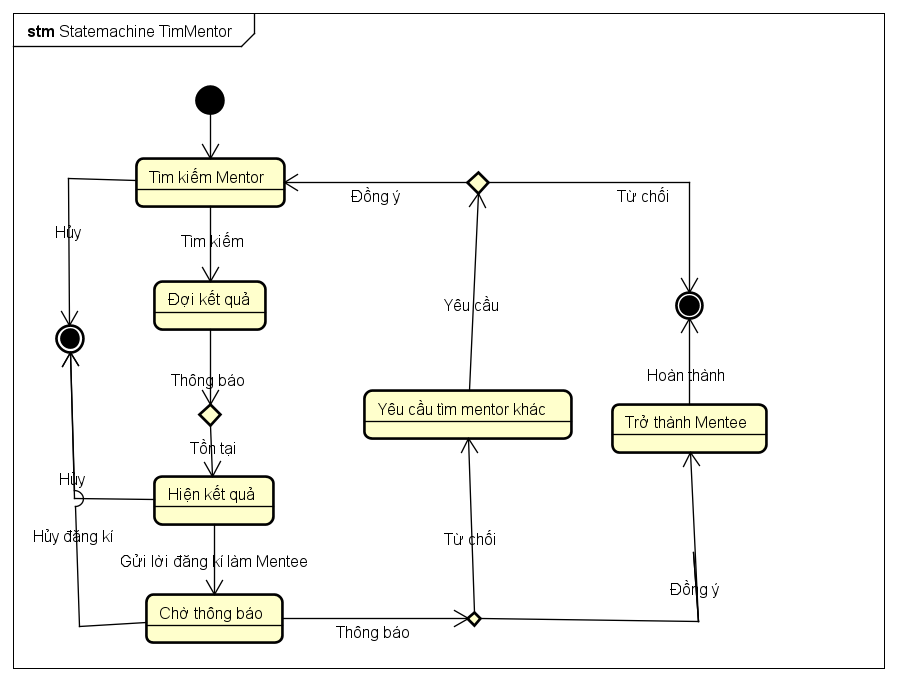 stm Statemachine TìmMentor
Tìm kiếm Mentor
Đồng ý
Từ chối
Hủy
Tìm kiếm
Đợi kết quả
Yêu cầu
Thông báo
Hoàn thành
Yêu cầu tìm mentor khác
Trở thành Mentee
Tồn tại
Hủy
Hiện kết quả
Hủy đăng kí
Từ chối
Gửi lời đăng kí làm Mentee
Đồng ý
Chờ thông báo
Thông báo